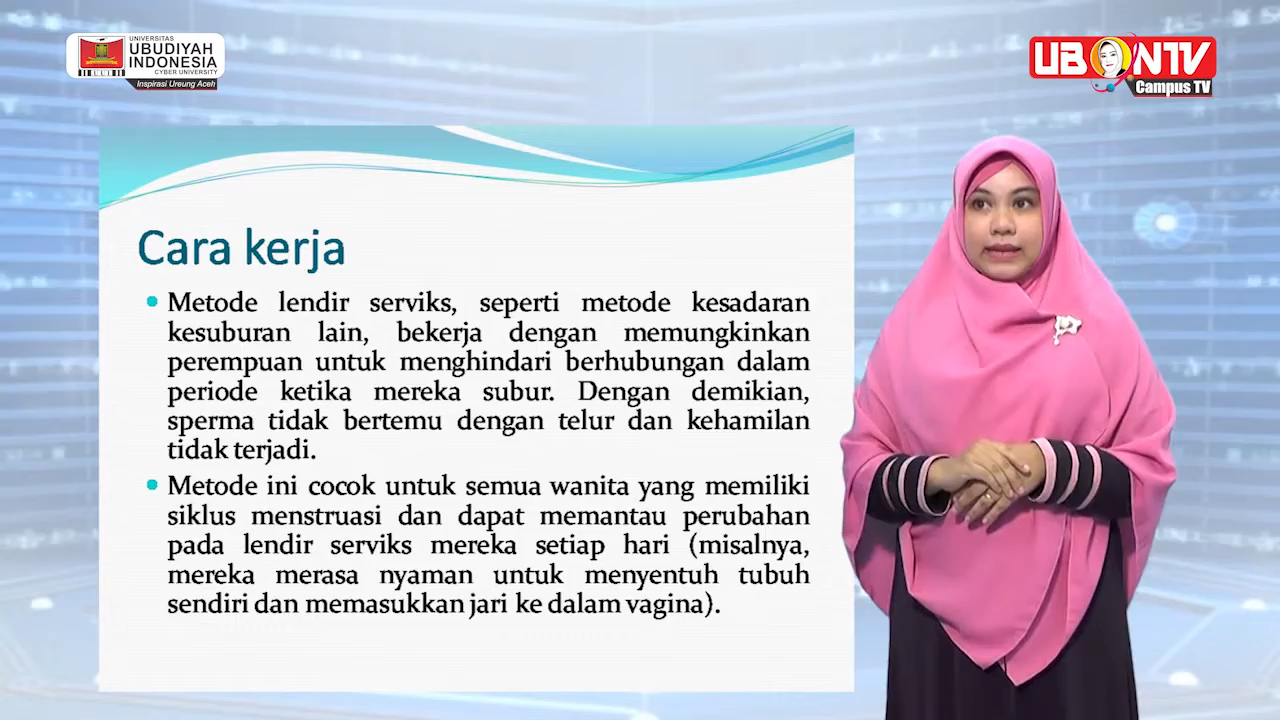 UNIVERSITAS
UBUDIYAH
INDONESIA
CYBER UNIVERSITY
Inspirasi Ureung Aceh
UBONTV
Campus TV
Cara kerja
• Metode lendir serviks, seperti metode kesadaran
kesuburan lain, bekerja dengan memungkinkan
perempuan untuk menghindari berhubungan dalam
periode ketika mereka subur. Dengan demikian,
sperma tidak bertemu dengan telur dan kehamilan
tidak terjadi.
• Metode ini cocok untuk semua wanita yang memiliki
siklus menstruasi dan dapat memantau perubahan
pada lendir serviks mereka setiap hari (misalnya,
mereka merasa nyaman untuk menyentuh tubuh
sendiri dan memasukkan jari ke dalam vagina).